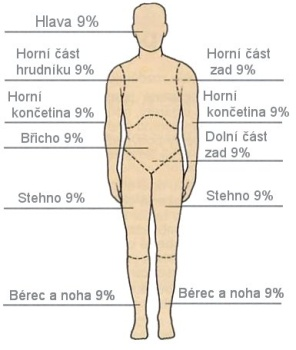 Hlava 9%
Horní část
hrudníku 9%
Horní část
zad 9%
Horní
končetina 9%
Horní
končetina 9%
Břicho 9%
Dolní část
zad 9%
Stehno 9%
Stehno 9%
Bérec a noha 9%
Bérec a noha 9%